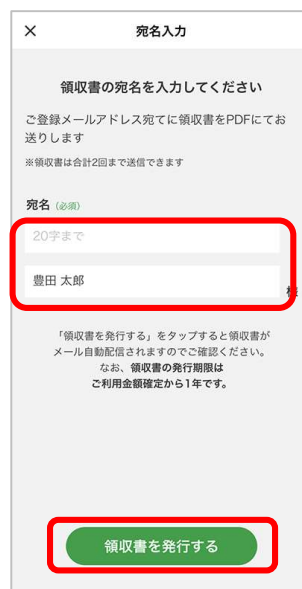 × 宛名入力
領収書の宛名を入力してください
ご登録メールアドレス宛てに領収書をPDFにてお
送りします
※領収書は合計2回まで送信できます
宛名 (必須)
20字まで
豊田 太郎
様
「領収書を発行する」をタップすると領収書が
メール自動配信されますのでご確認ください。
なお、領収書の発行期限は
ご利用金額確定から1年です。
領収書を発行する